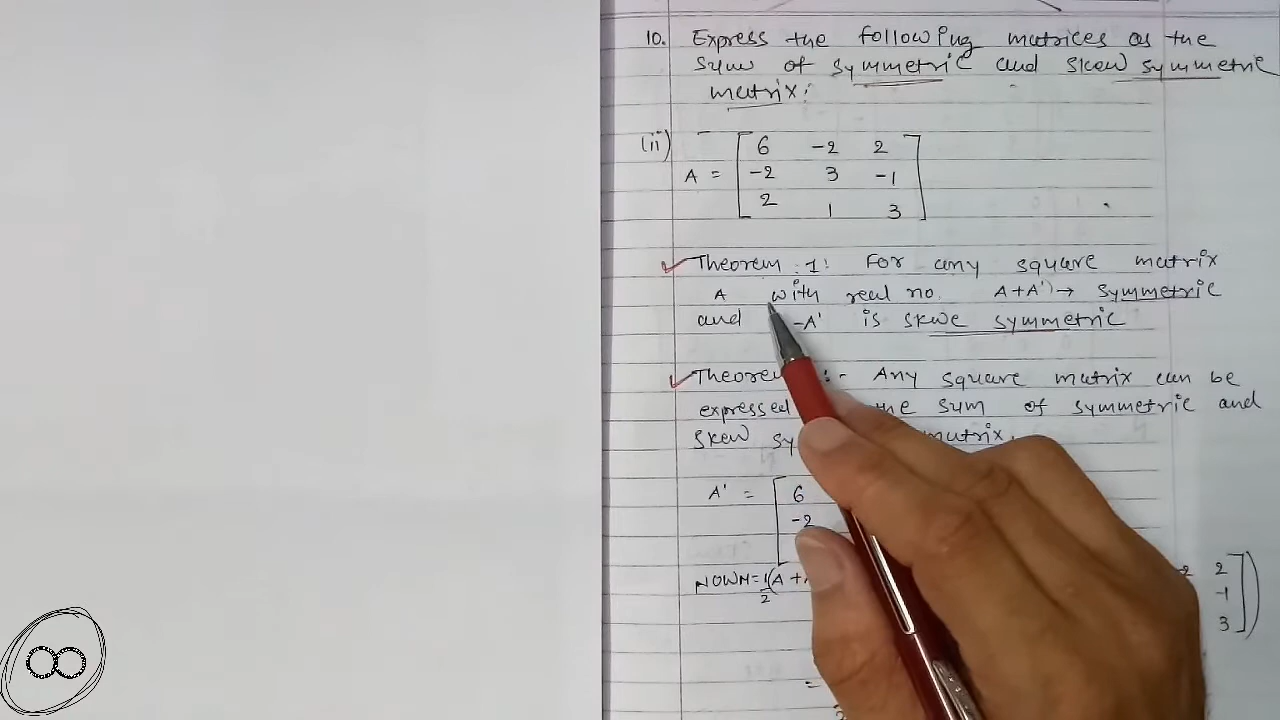 10. Express the following matrices as the
sum of symmetric and skew symmetric
matrix:
(ii) A = [ 6 -2 2
-2 3 -1
2 1 3 ]
Theorem : 1: For any square matrix
A with real no. A+A') → symmetric
and -A' is skwe symmetric
:- Any square matrix can be
expressed the sum of symmetric and
skew matrix.
A' = [ 6
-2
NOW M = 1/2 (A + 2 2
-1
3 ] )
=